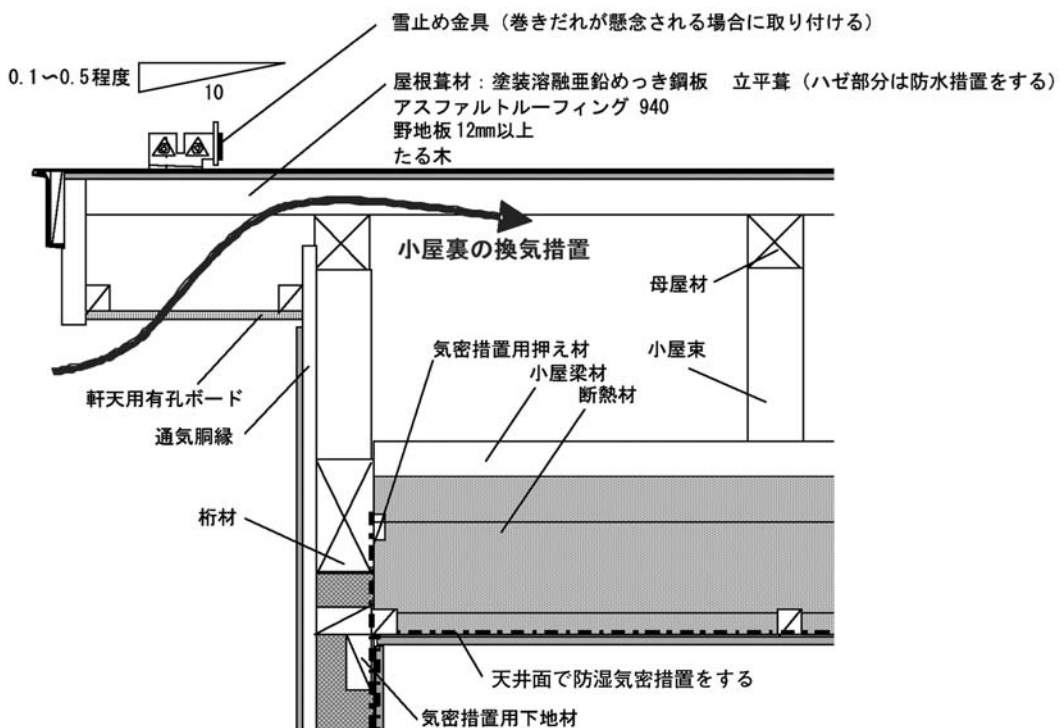 雪止め金具（巻きだれが懸念される場合に取り付ける）
0.1～0.5程度
10
屋根葺材：塗装溶融亜鉛めっき鋼板　立平葺（ハゼ部分は防水措置をする）
アスファルトルーフィング 940
野地板12mm以上
たる木
小屋裏の換気措置
母屋材
気密措置用押え材
小屋束
小屋梁材
断熱材
軒天用有孔ボード
通気胴縁
桁材
天井面で防湿気密措置をする
気密措置用下地材